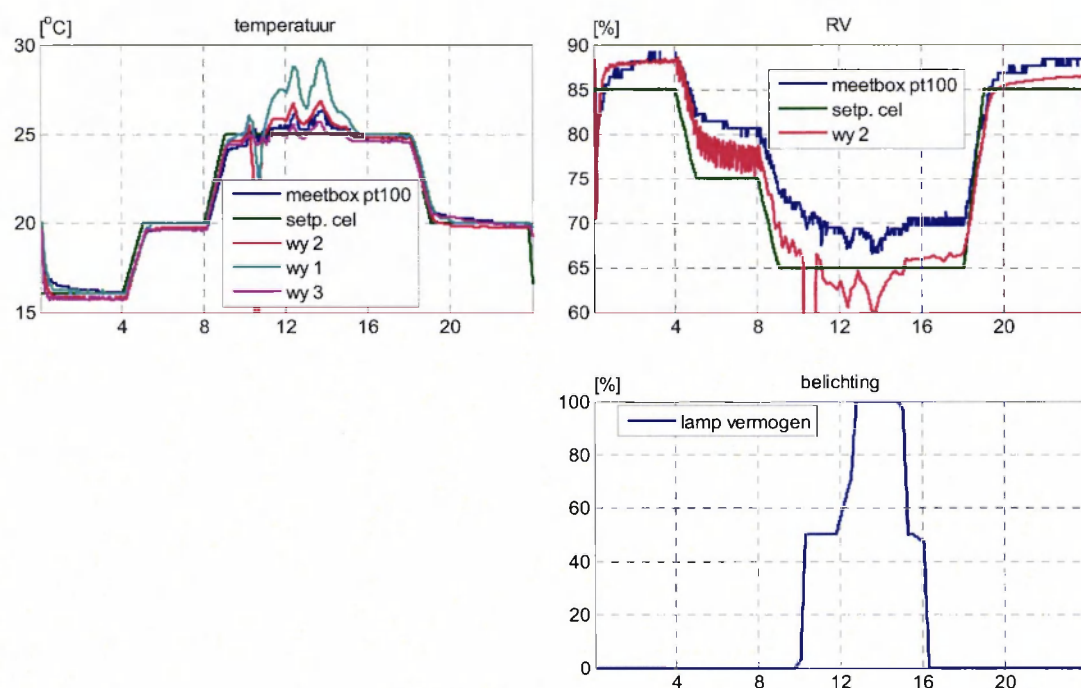 [°C]
temperatuur
30
25
20
15
meetbox pt100
setp. cel
wy 2
wy 1
wy 3
4
8
12
16
20
[%]
RV
90
85
80
75
70
65
60
meetbox pt100
setp. cel
wy 2
4
8
12
16
20
[%]
belichting
100
80
60
40
20
0
lamp vermogen
4
8
12
16
20